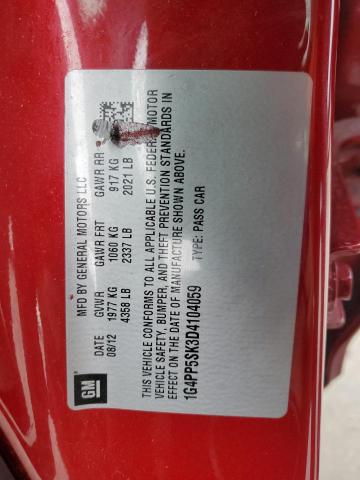 GM
MFD BY GENERAL MOTORS LLC
DATE GVWR GAWR FRT GAWR RR
08/12 1977 KG 1060 KG 917 KG
4358 LB 2337 LB 2021 LB
THIS VEHICLE CONFORMS TO ALL APPLICABLE U.S. FEDERAL MOTOR
VEHICLE SAFETY, BUMPER, AND THEFT PREVENTION STANDARDS IN
EFFECT ON THE DATE OF MANUFACTURE SHOWN ABOVE.
1G4PP5SK3D4104059 TYPE: PASS CAR